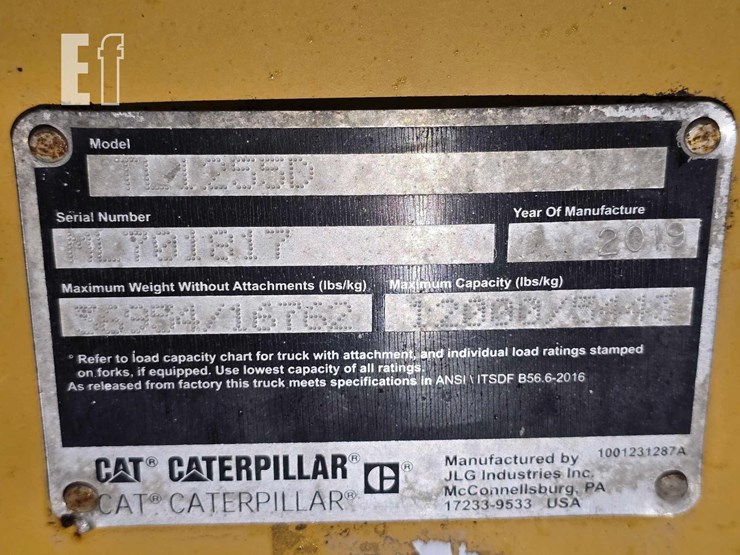 Ef
Model
TL1255D
Serial Number
Year Of Manufacture
ML701817
2019
Maximum Weight Without Attachments (lbs/kg)
Maximum Capacity (lbs/kg)
36954/16762
12000/5443
° Refer to load capacity chart for truck with attachment, and individual load ratings stamped
on forks, if equipped. Use lowest capacity of all ratings.
As released from factory this truck meets specifications in ANSI \ ITSDF B56.6-2016
CAT® CATERPILLAR® C®
CAT® CATERPILLAR®
Manufactured by
JLG Industries Inc.
McConnellsburg, PA
17233-9533 USA
1001231287A